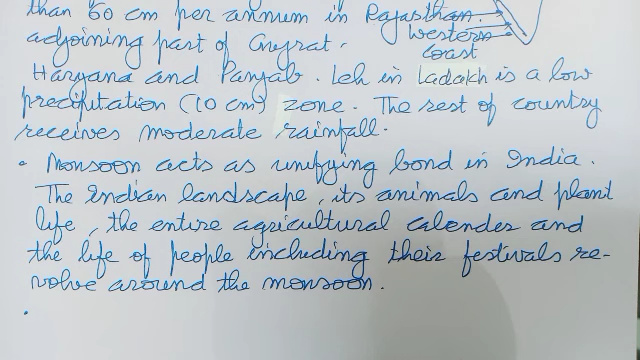 than 60 cm per annum in Rajasthan.
adjoining part of Gujrat.
Western
Coast
Haryana and Panjab. Leh in Ladakh is a low
precipitation (10 cm) zone. The rest of country
receives moderate rainfall.
• Monsoon acts as unifying bond in India.
The Indian landscape, its animals and plant
life, the entire agricultural calender and
the life of people including their festivals re-
volve around the monsoon.